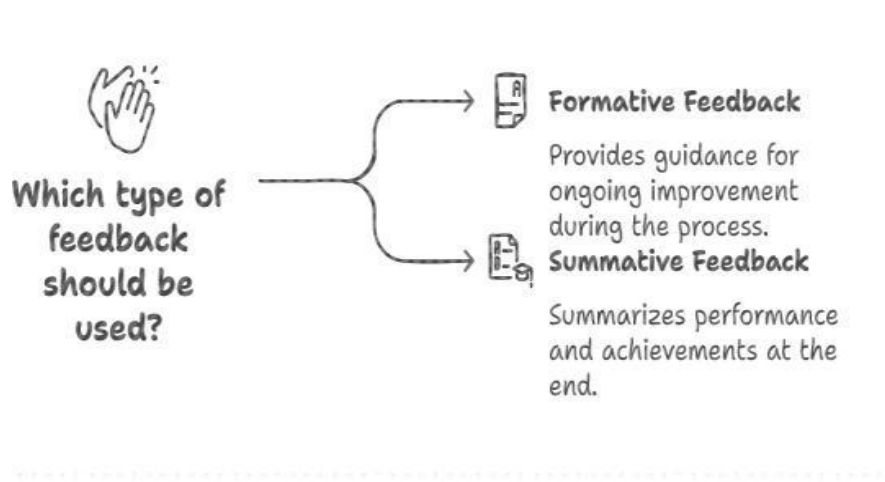 Which type of
feedback
should be
used?
Formative Feedback
Provides guidance for
ongoing improvement
during the process.
Summative Feedback
Summarizes performance
and achievements at the
end.